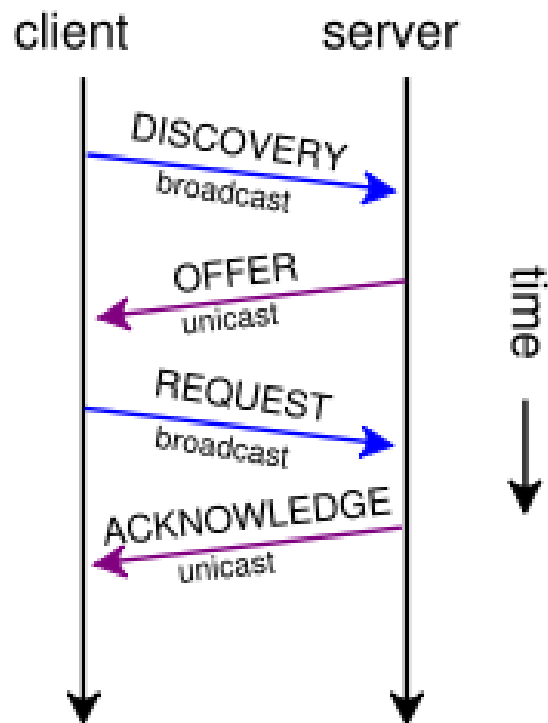 client
server
DISCOVERY
broadcast
OFFER
unicast
time
REQUEST
broadcast
ACKNOWLEDGE
unicast